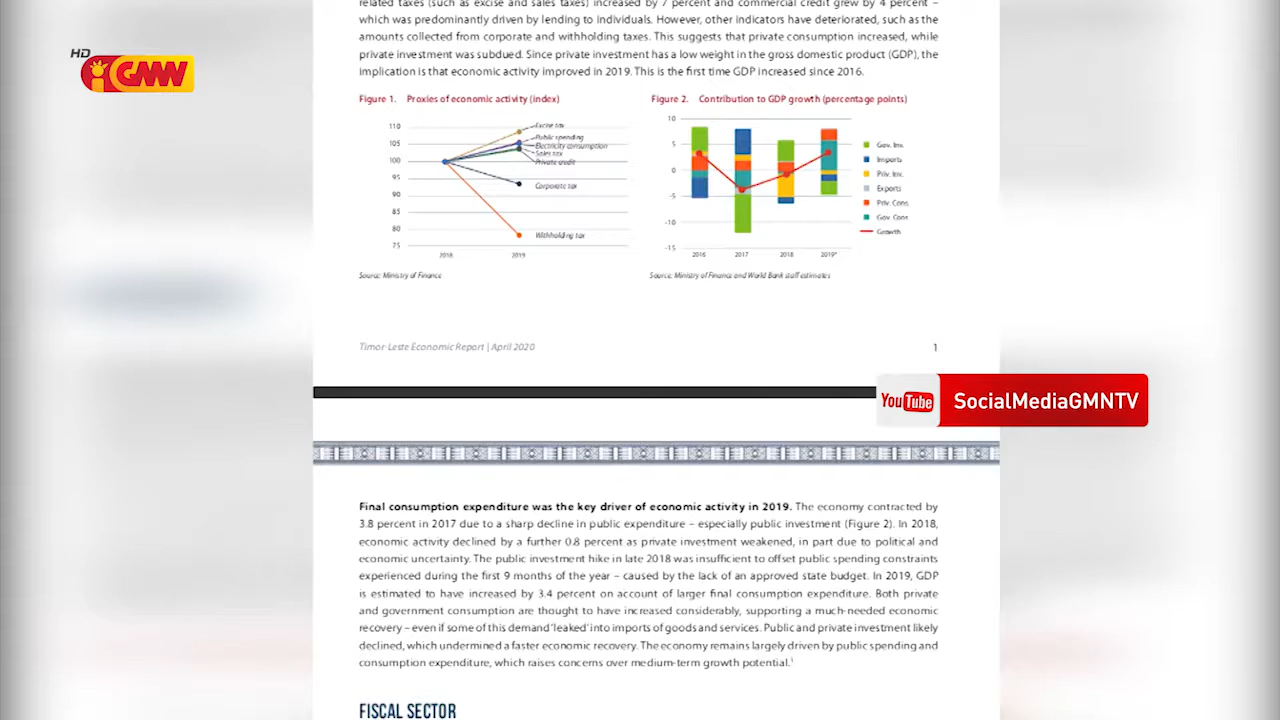 related taxes (such as excise and sales taxes) increased by 7 percent and commercial credit grew by 4 percent –
which was predominantly driven by lending to individuals. However, other indicators have deteriorated, such as the
amounts collected from corporate and withholding taxes. This suggests that private consumption increased, while
private investment was subdued. Since private investment has a low weight in the gross domestic product (GDP), the
implication is that economic activity improved in 2019. This is the first time GDP increased since 2016.
HD
GMN
Figure 1. Proxies of economic activity (index)
110
105
100
95
90
85
80
75
Excise tax
Public spending
Electricity consumption
Sales tax
Private credit
Corporate tax
Withholding tax
2018 2019
Source: Ministry of Finance
Figure 2. Contribution to GDP growth (percentage points)
10
5
0
-5
-10
-15
Gov. Inv.
Imports
Priv. Inv.
Exports
Priv. Cons.
Gov. Cons.
Growth
2016 2017 2018 2019*
Source: Ministry of Finance and World Bank staff estimates
Timor-Leste Economic Report | April 2020 1
YouTube SocialMediaGMNTV
Final consumption expenditure was the key driver of economic activity in 2019. The economy contracted by
3.8 percent in 2017 due to a sharp decline in public expenditure – especially public investment (Figure 2). In 2018,
economic activity declined by a further 0.8 percent as private investment weakened, in part due to political and
economic uncertainty. The public investment hike in late 2018 was insufficient to offset public spending constraints
experienced during the first 9 months of the year – caused by the lack of an approved state budget. In 2019, GDP
is estimated to have increased by 3.4 percent on account of larger final consumption expenditure. Both private
and government consumption are thought to have increased considerably, supporting a much-needed economic
recovery – even if some of this demand 'leaked' into imports of goods and services. Public and private investment likely
declined, which undermined a faster economic recovery. The economy remains largely driven by public spending and
consumption expenditure, which raises concerns over medium-term growth potential.¹
FISCAL SECTOR